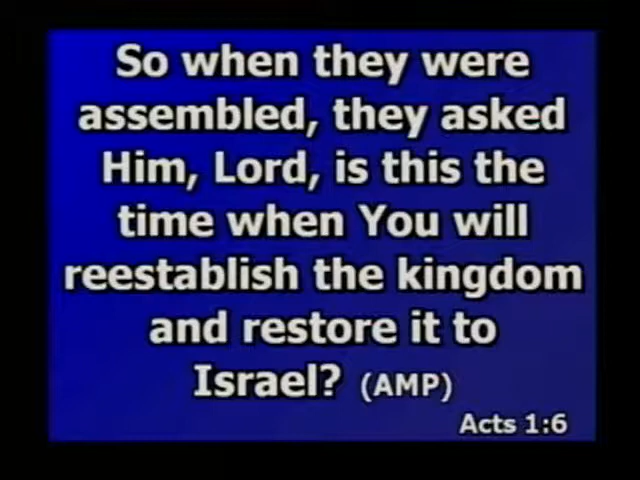 So when they were
assembled, they asked
Him, Lord, is this the
time when You will
reestablish the kingdom
and restore it to
Israel? (AMP)
Acts 1:6